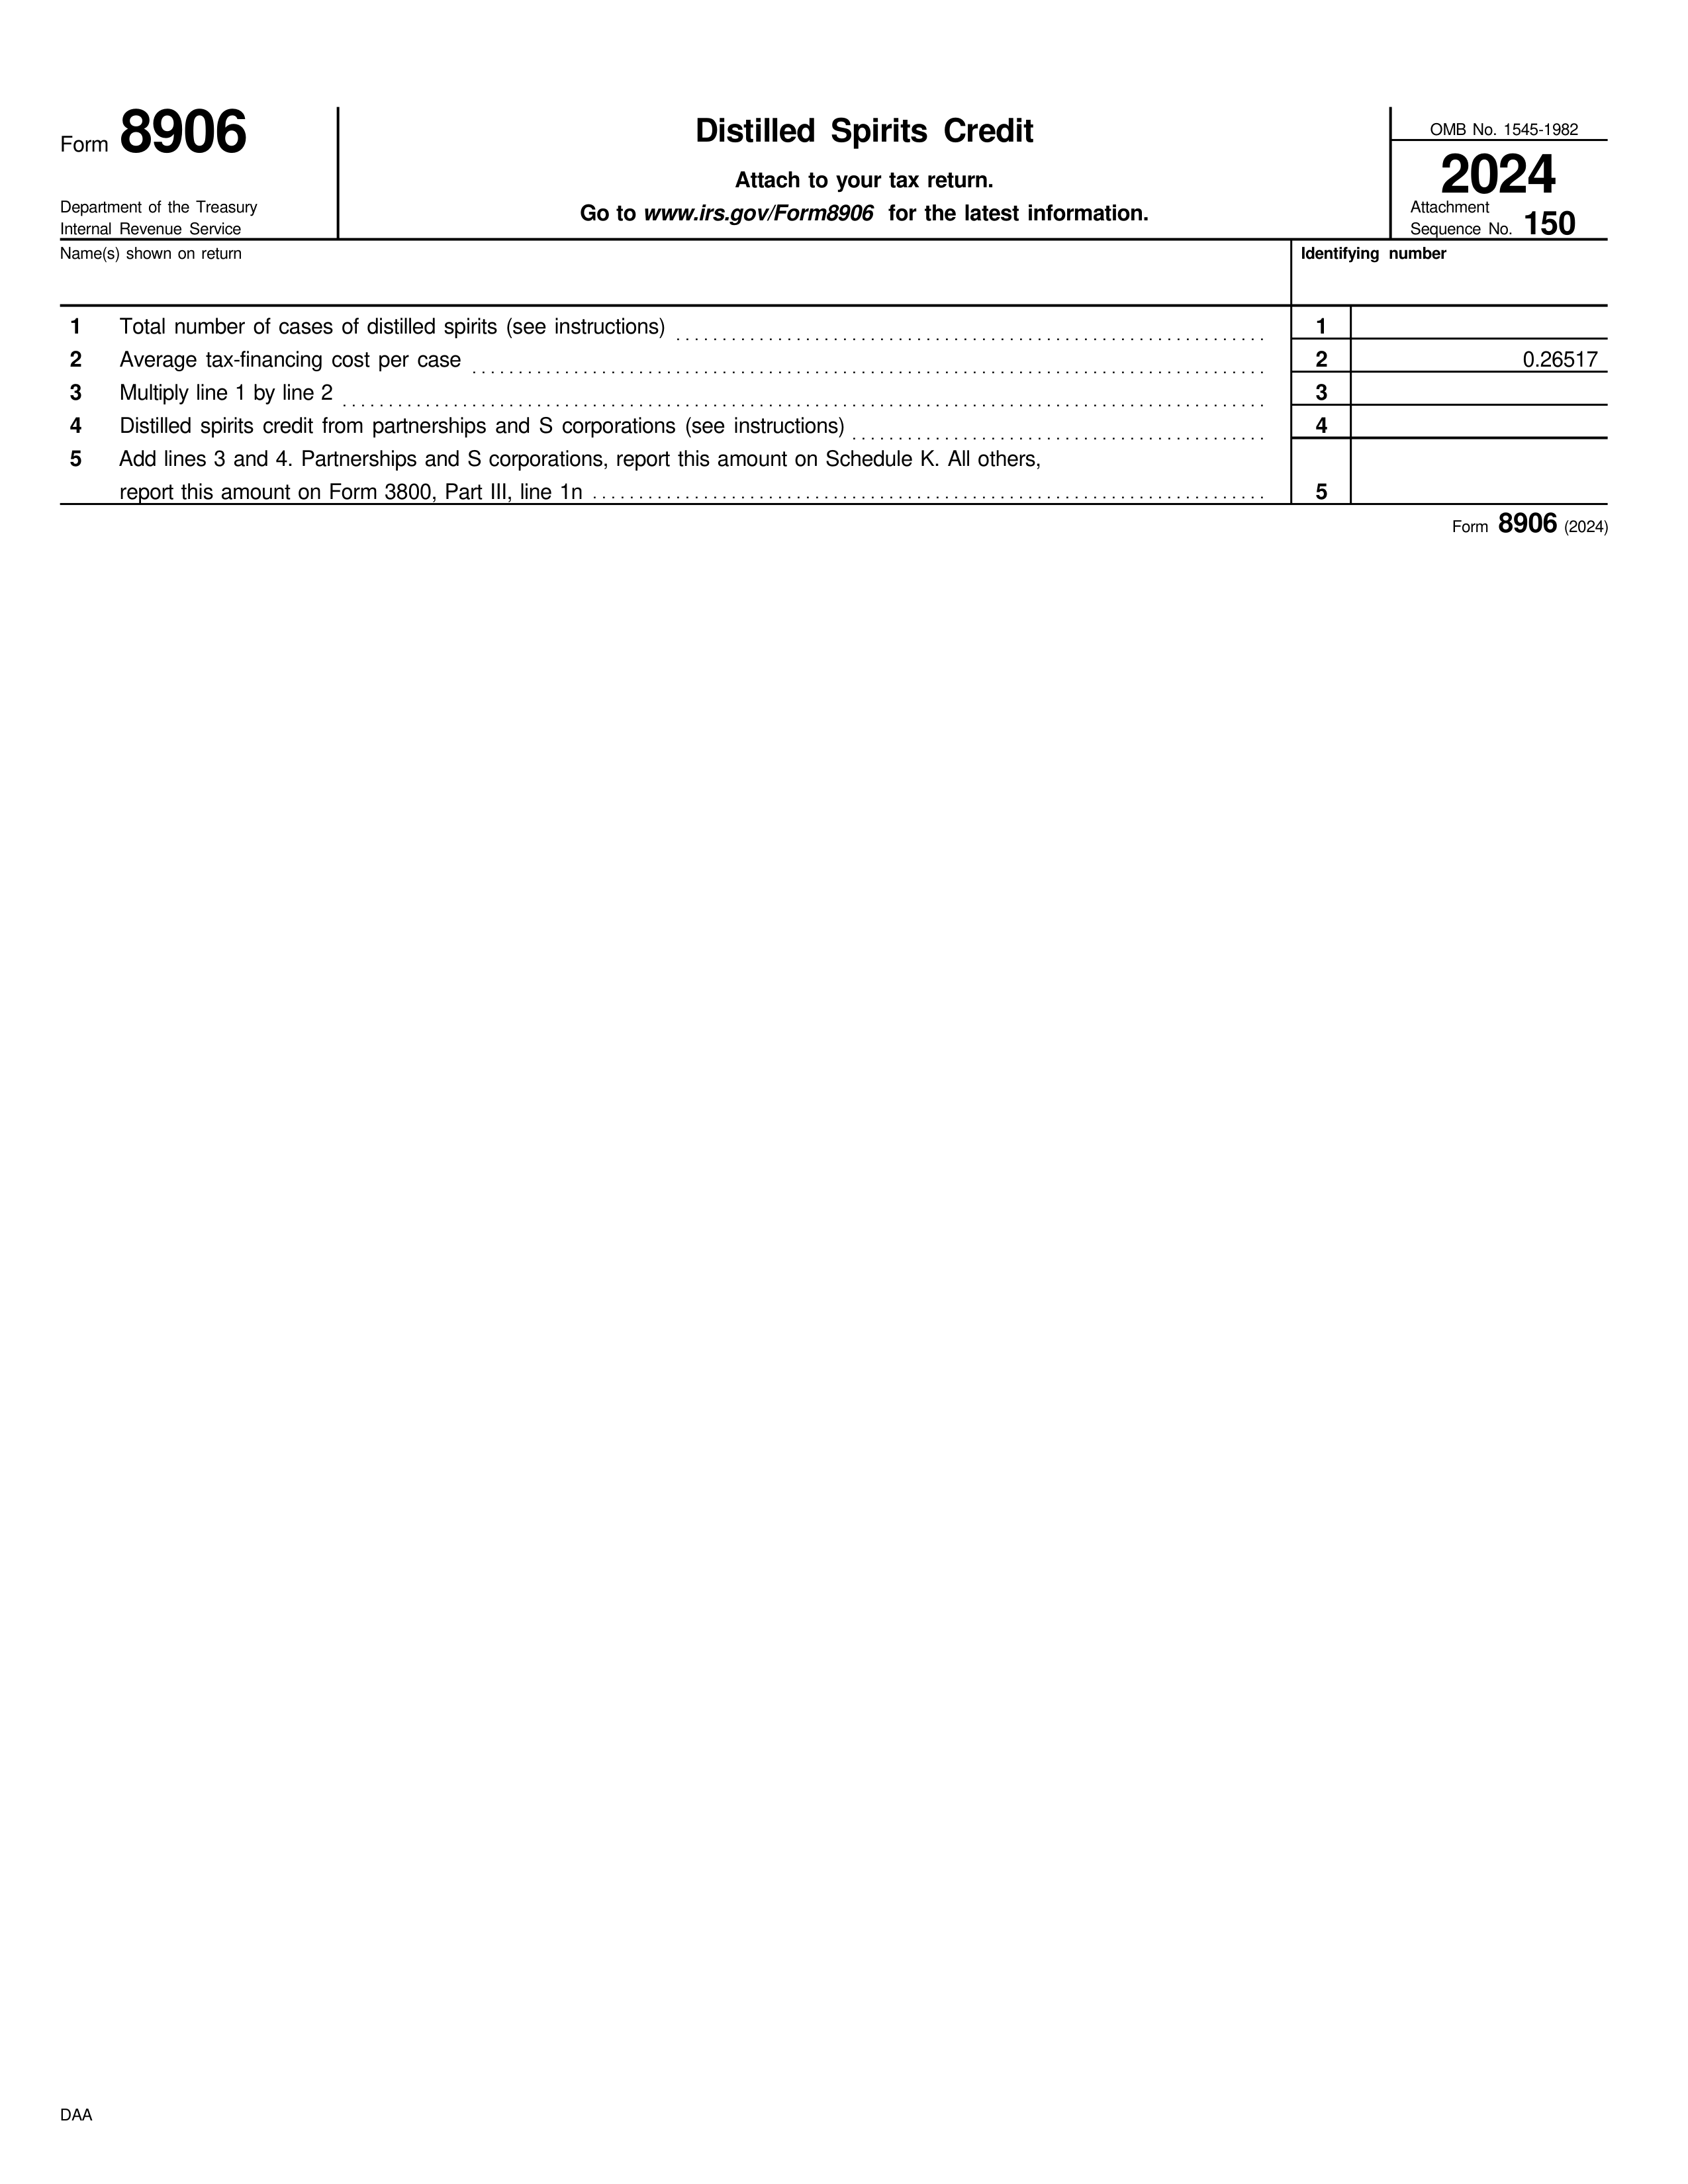 Form 8906
Department of the Treasury
Internal Revenue Service
Distilled Spirits Credit
Attach to your tax return.
Go to www.irs.gov/Form8906 for the latest information.
OMB No. 1545-1982
2024
Attachment
Sequence No. 150
Name(s) shown on return
Identifying number
1 Total number of cases of distilled spirits (see instructions) 1
2 Average tax-financing cost per case 2 0.26517
3 Multiply line 1 by line 2 3
4 Distilled spirits credit from partnerships and S corporations (see instructions) 4
5 Add lines 3 and 4. Partnerships and S corporations, report this amount on Schedule K. All others,
report this amount on Form 3800, Part III, line 1n 5
Form 8906 (2024)
DAA